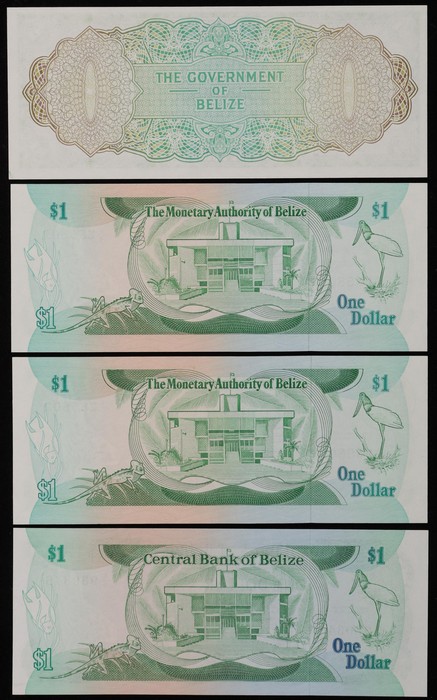 THE GOVERNMENT
OF
BELIZE
$1
The Monetary Authority of Belize
$1
$1
One
Dollar
$1
The Monetary Authority of Belize
$1
$1
One
Dollar
$1
Central Bank of Belize
$1
$1
One
Dollar